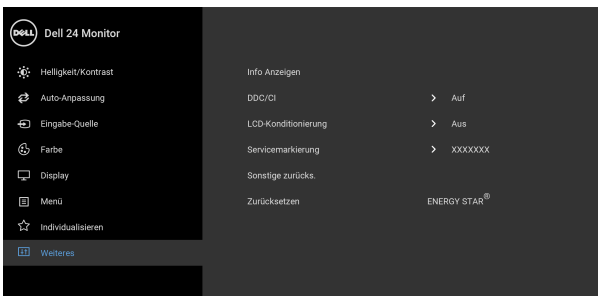 DELL Dell 24 Monitor
Helligkeit/Kontrast Info Anzeigen
Auto-Anpassung DDC/CI Auf
Eingabe-Quelle LCD-Konditionierung Aus
Farbe Servicemarkierung XXXXXXX
Display Sonstige zurücks.
Menü Zurücksetzen ENERGY STAR®
Individualisieren
Weiteres